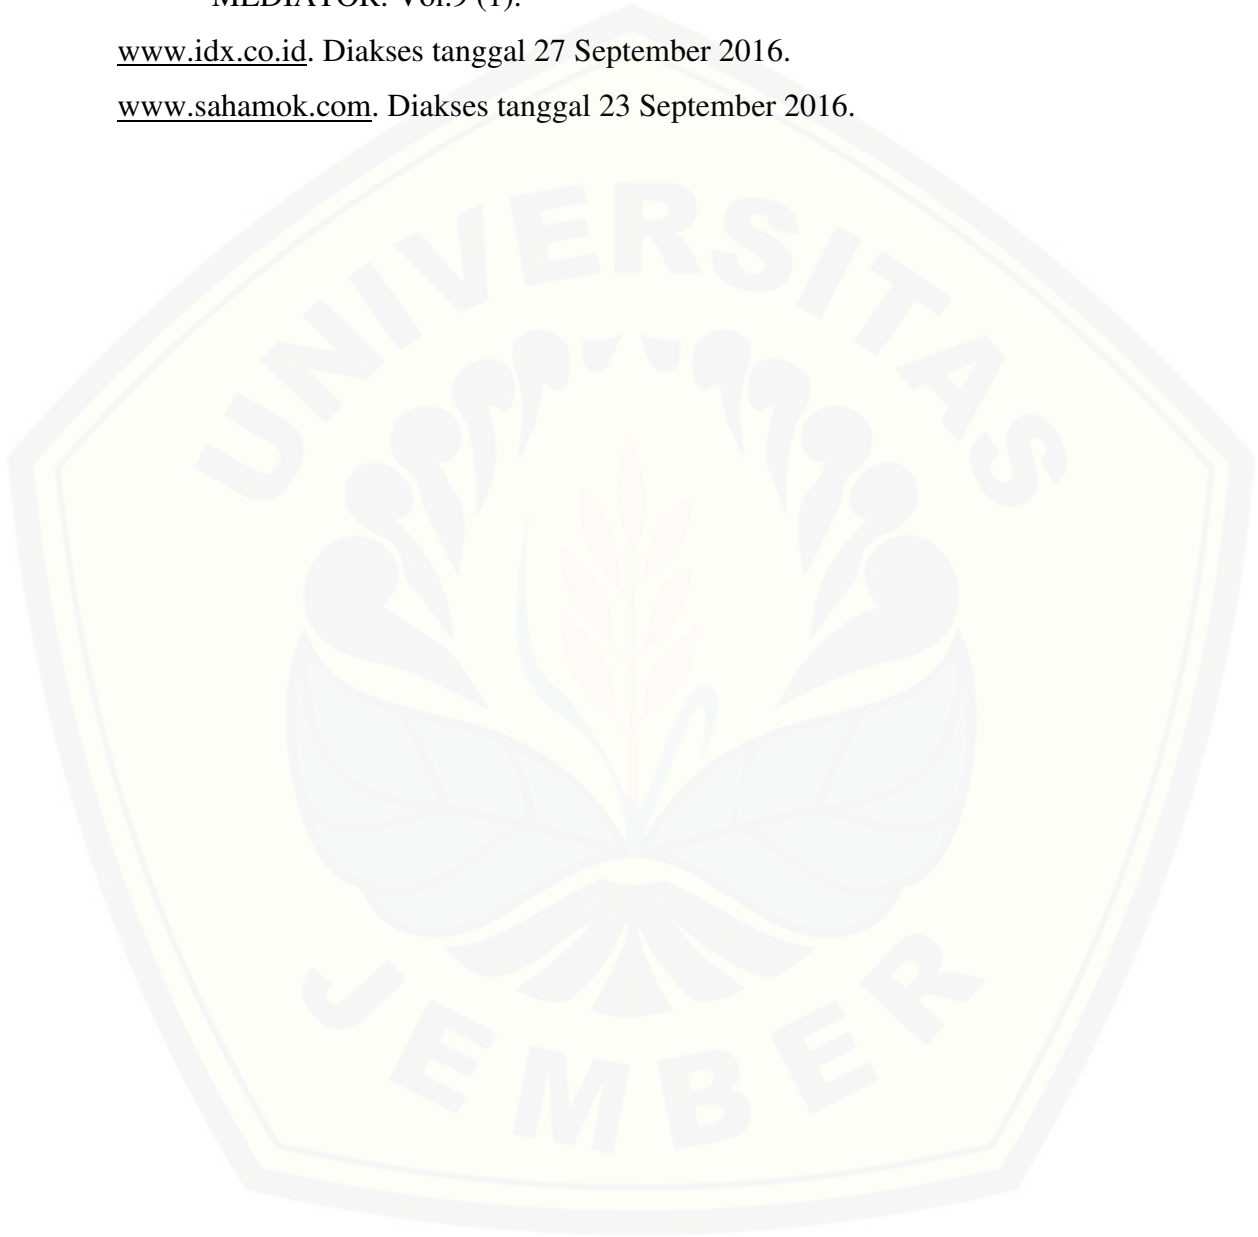 MEDIATOR. Vol.9 (1).
www.idx.co.id. Diakses tanggal 27 September 2016.
www.sahamok.com. Diakses tanggal 23 September 2016.
UNIVERSITAS
JEMBER